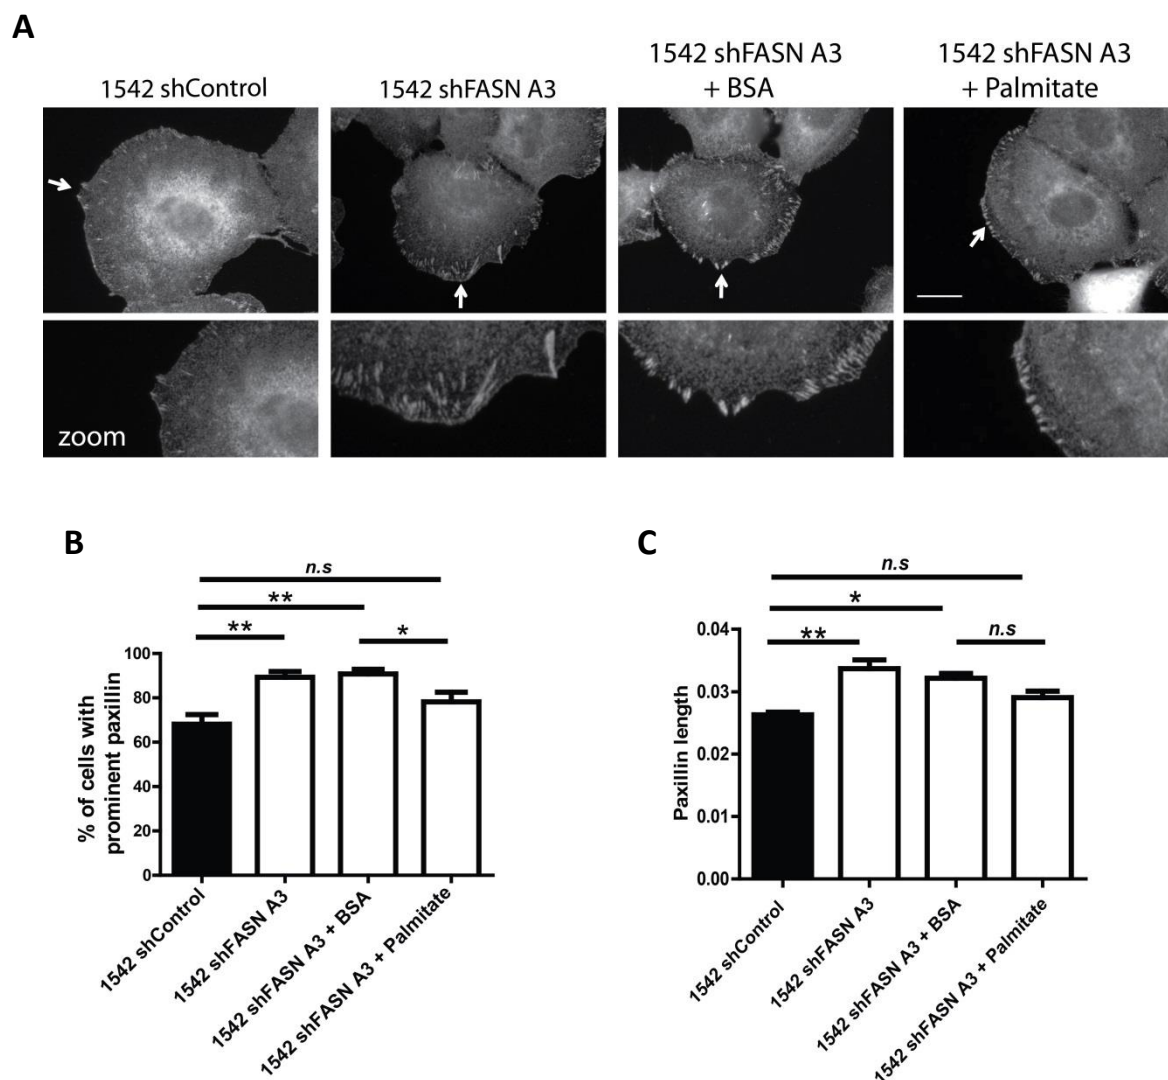 A
1542 shControl
1542 shFASN A3
1542 shFASN A3
+ BSA
1542 shFASN A3
+ Palmitate
zoom
B
n.s
**
**
*
% of cells with
prominent paxillin
100
80
60
40
20
0
1542 shControl
1542 shFASN A3
1542 shFASN A3 + BSA
1542 shFASN A3 + Palmitate
C
n.s
*
**
n.s
Paxillin length
0.04
0.03
0.02
0.01
0.00
1542 shControl
1542 shFASN A3
1542 shFASN A3 + BSA
1542 shFASN A3 + Palmitate